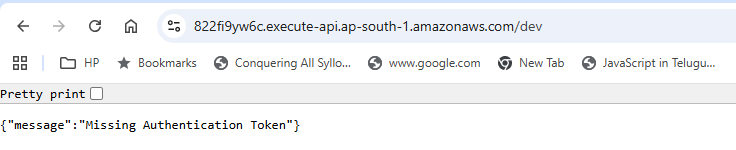 822fi9yw6c.execute-api.ap-south-1.amazonaws.com/dev
HP Bookmarks Conquering All Syllo... www.google.com New Tab JavaScript in Telugu...
Pretty print
{"message":"Missing Authentication Token"}